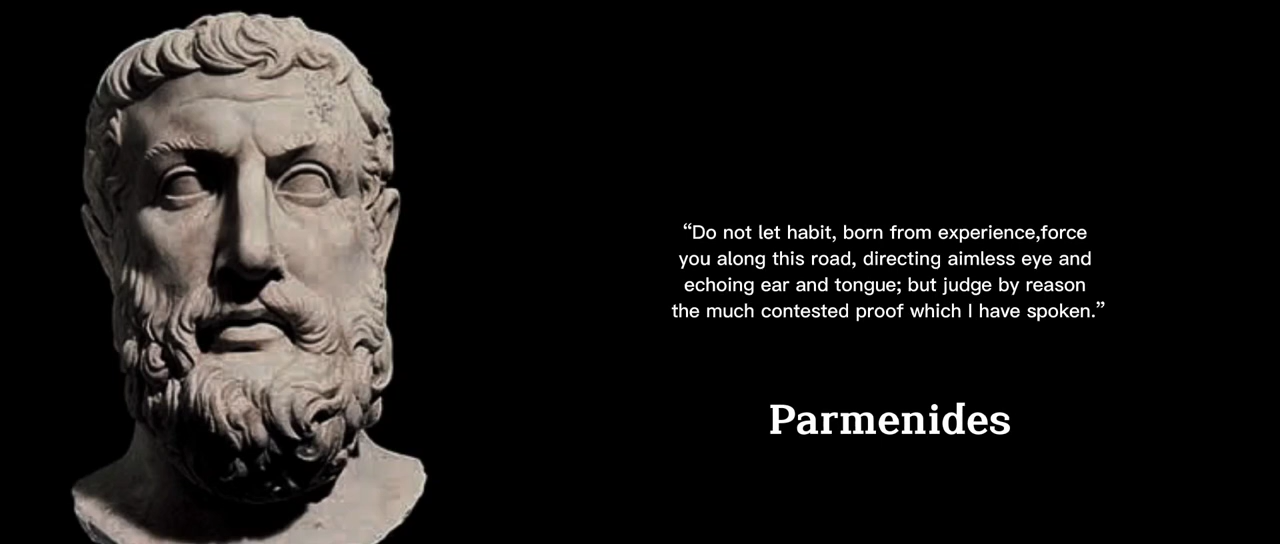 “Do not let habit, born from experience,force
you along this road, directing aimless eye and
echoing ear and tongue; but judge by reason
the much contested proof which I have spoken.”
Parmenides